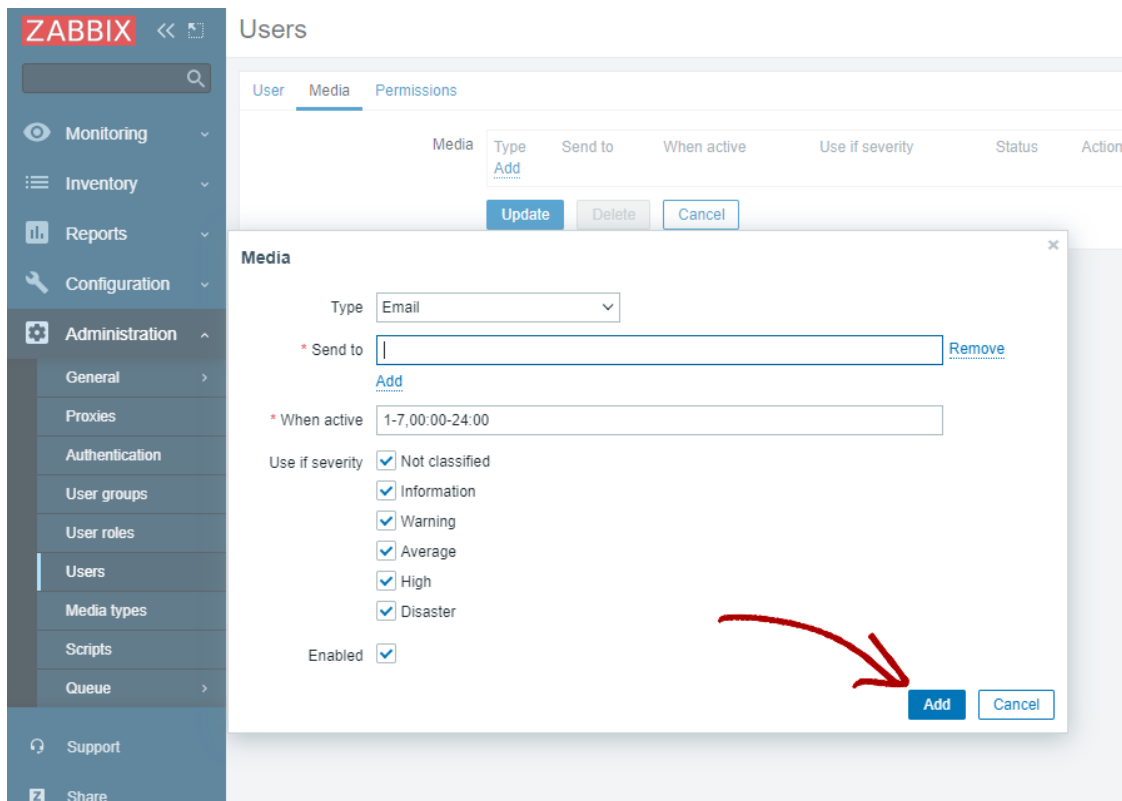 ZABBIX
Users
User Media Permissions
Monitoring
Media Type Send to When active Use if severity Status Action
Add
Inventory
Update Delete Cancel
Reports
Media
Configuration
Type Email
Administration
* Send to Remove
General
Add
Proxies
* When active 1-7,00:00-24:00
Authentication
Use if severity Not classified
User groups
Information
Warning
User roles
Average
Users
High
Media types
Disaster
Scripts
Enabled
Queue
Add Cancel
Support
Z Share